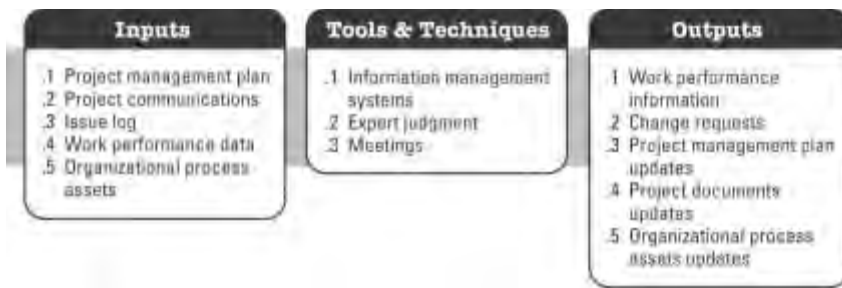 Inputs
.1 Project management plan
.2 Project communications
.3 Issue log
.4 Work performance data
.5 Organizational process
assets
Tools & Techniques
.1 Information management
systems
.2 Expert judgment
.3 Meetings
Outputs
.1 Work performance
information
.2 Change requests
.3 Project management plan
updates
.4 Project documents
updates
.5 Organizational process
assets updates